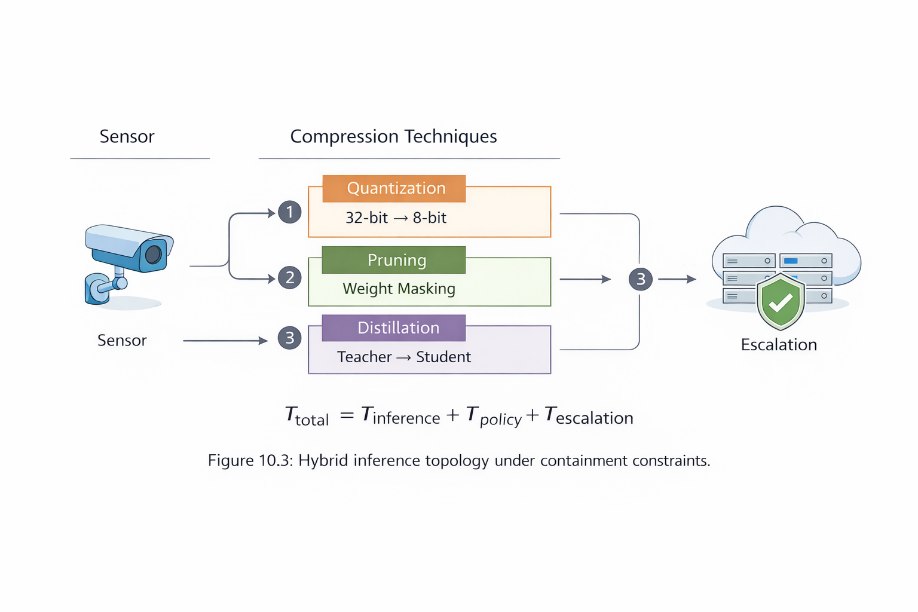 Sensor
Compression Techniques
1
Quantization
32-bit → 8-bit
2
Pruning
Weight Masking
3
Distillation
Teacher → Student
Sensor
3
Escalation
T_total = T_inference + T_policy + T_escalation
Figure 10.3: Hybrid inference topology under containment constraints.